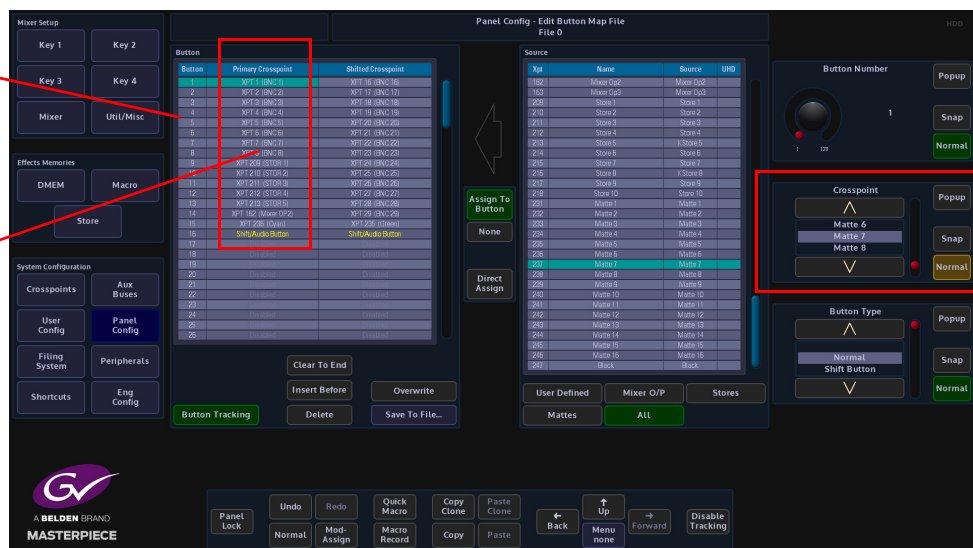 Mixer Setup
Key 1
Key 2
Key 3
Key 4
Mixer
Util/Misc
Effects Memories
DMEM
Macro
Store
System Configuration
Crosspoints
Aux Buses
User Config
Panel Config
Filing System
Peripherals
Shortcuts
Eng Config
Panel Config - Edit Button Map File
File 0
HDD
Button
Button Primary Crosspoint Shifted Crosspoint
1 XPT 1 (BNC 1) XPT 16 (BNC 16)
2 XPT 2 (BNC 2) XPT 17 (BNC 17)
3 XPT 3 (BNC 3) XPT 18 (BNC 18)
4 XPT 4 (BNC 4) XPT 19 (BNC 19)
5 XPT 5 (BNC 5) XPT 20 (BNC 20)
6 XPT 6 (BNC 6) XPT 21 (BNC 21)
7 XPT 7 (BNC 7) XPT 22 (BNC 22)
8 (BNC 8) XPT 23 (BNC 23)
9 XPT 209 (STOR 1) XPT 24 (BNC 24)
XPT 210 (STOR 2) XPT 25 (BNC 25)
11 XPT 211 (STOR 3) XPT 26 (BNC 26)
12 XPT 212 (STOR 4) XPT 27 (BNC 27)
13 XPT 213 (STOR 5) XPT 28 (BNC 28)
14 XPT 162 (Mixer OP2) XPT 29 (BNC 29)
15 XPT 236 (Cyan) XPT 235 (Green)
16 Shift/Audio Button Shift/Audio Button
17
18 Disabled Disabled
19
20
21
22 Disabled Disabled
23
24
25
26 Disabled Disabled
Clear To End
Insert Before
Overwrite
Button Tracking
Delete
Save To File...
Assign To Button
None
Direct Assign
Source
Xpt Name Source UHD
162 Mixer Op2 Mixer Op2
163 Mixer Op3 Mixer Op3
209 Store 1 Store 1
210 Store 2 Store 2
211 Store 3 Store 3
212 Store 4 Store 4
213 Store 5 K:Store 5
214 Store 6 Store 6
215 Store 7 Store 7
216 Store 8 K:Store 8
217 Store 9 Store 9
218 Store 10 Store 10
231 Matte 1 Matte 1
232 Matte 2 Matte 2
233 Matte 3 Matte 3
234 Matte 4 Matte 4
235 Matte 5 Matte 5
236 Matte 6 Matte 6
237 Matte 7 Matte 7
238 Matte 8 Matte 8
239 Matte 9 Matte 9
240 Matte 10 Matte 10
241 Matte 11 Matte 11
242 Matte 12 Matte 12
243 Matte 13 Matte 13
244 Matte 14 Matte 14
245 Matte 15 Matte 15
246 Matte 16 Matte 16
247 Black Black
User Defined
Mixer O/P
Stores
Mattes
All
Button Number
1
1 128
Popup
Snap
Normal
Crosspoint
Matte 6
Matte 7
Matte 8
Popup
Snap
Normal
Button Type
Normal
Shift Button
Popup
Snap
Normal
GV
A BELDEN BRAND
MASTERPIECE
Panel Lock
Undo
Redo
Normal
Mod-Assign
Quick Macro
Macro Record
Copy Clone
Paste Clone
Copy
Paste
Back
Up
Menu none
Forward
Disable Tracking